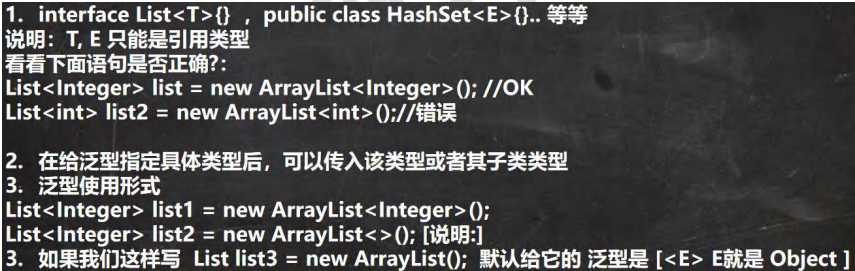 1. interface List<T>{} , public class HashSet<E>{}.. 等等
说明：T, E 只能是引用类型
看看下面语句是否正确?：
List<Integer> list = new ArrayList<Integer>(); //OK
List<int> list2 = new ArrayList<int>();//错误
2. 在给泛型指定具体类型后，可以传入该类型或者其子类类型
3. 泛型使用形式
List<Integer> list1 = new ArrayList<Integer>();
List<Integer> list2 = new ArrayList<>(); [说明:]
3. 如果我们这样写 List list3 = new ArrayList(); 默认给它的 泛型是 [<E> E就是 Object ]